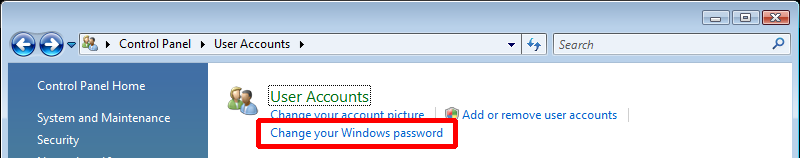 Control Panel User Accounts Search
Control Panel Home
System and Maintenance
Security
User Accounts
Change your account picture Add or remove user accounts
Change your Windows password